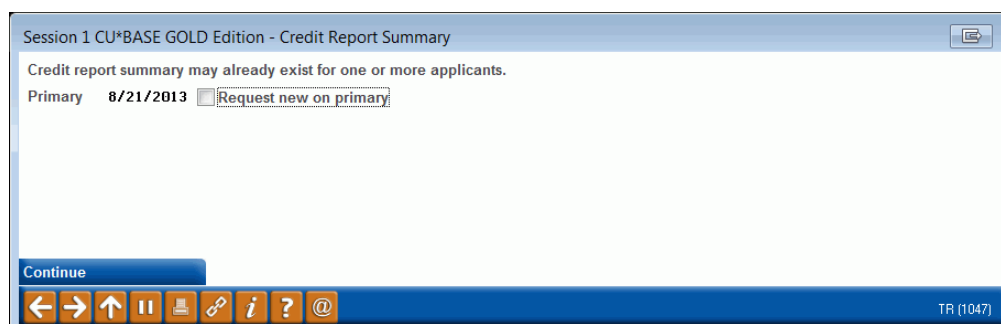 Session 1 CU*BASE GOLD Edition - Credit Report Summary
Credit report summary may already exist for one or more applicants.
Primary 8/21/2013 Request new on primary
Continue
i ? @ TR (1047)